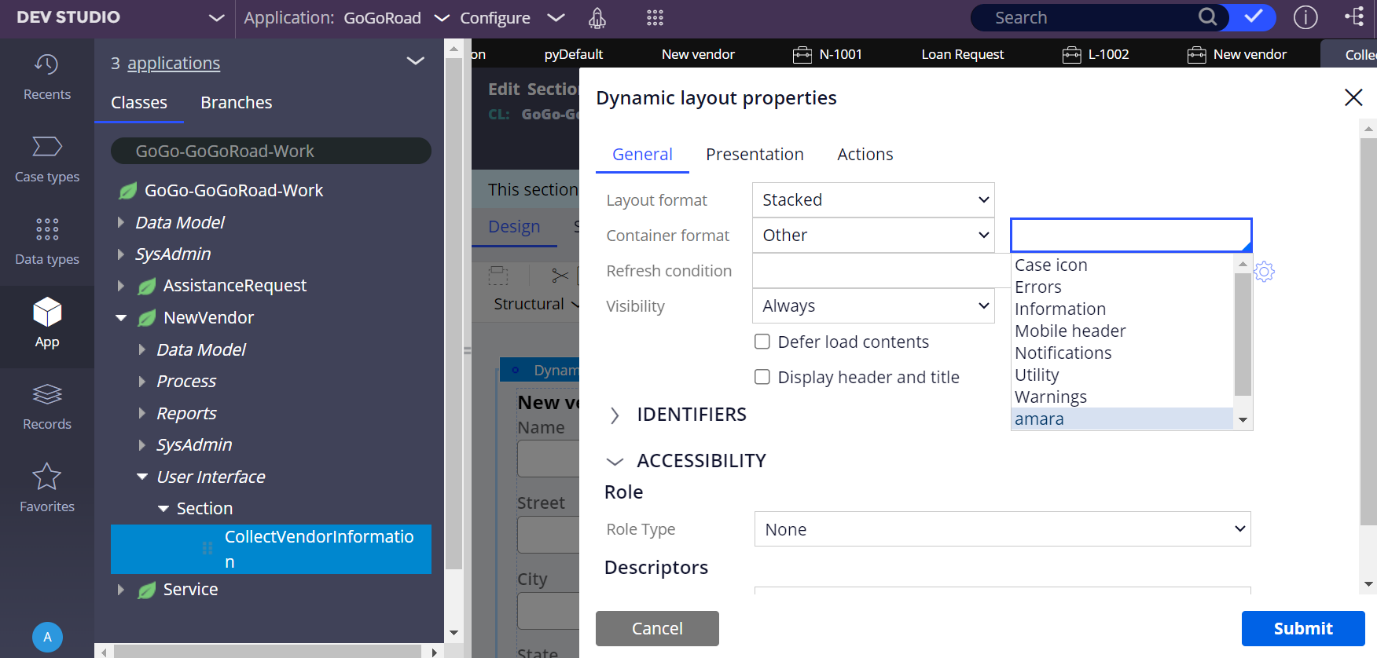 DEV STUDIO
Application: GoGoRoad
Configure
Search
Recents
Case types
Data types
App
Records
Favorites
A
3 applications
Classes
Branches
GoGo-GoGoRoad-Work
GoGo-GoGoRoad-Work
Data Model
SysAdmin
AssistanceRequest
NewVendor
Data Model
Process
Reports
SysAdmin
User Interface
Section
CollectVendorInformatio
n
Service
on
pyDefault
New vendor
N-1001
Loan Request
L-1002
New vendor
Colle
Edit Section
CL: GoGo-Go
This section
Design
S
Structural
Dynam
New ve
Name
Street
City
State
Dynamic layout properties
General
Presentation
Actions
Layout format
Stacked
Container format
Other
Refresh condition
Visibility
Always
Defer load contents
Display header and title
Case icon
Errors
Information
Mobile header
Notifications
Utility
Warnings
amara
IDENTIFIERS
ACCESSIBILITY
Role
Role Type
None
Descriptors
Cancel
Submit